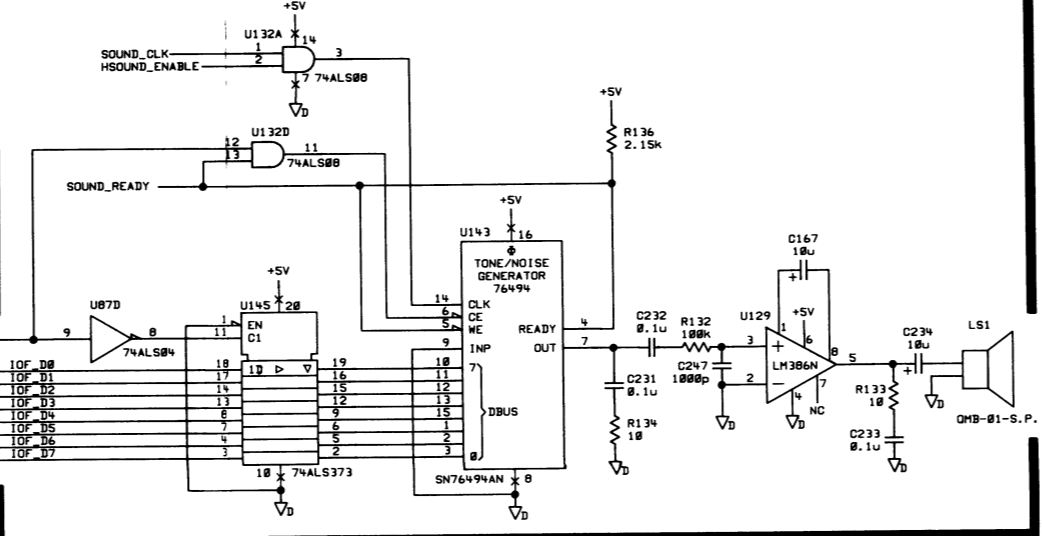 +5V
U132A
14
SOUND_CLK
1
3
HSOUND_ENABLE
2
7 74ALS08
D
+5V
R136
2.15k
U132D
12
11
13
74ALS08
SOUND_READY
+5V
U143
16
Φ
TONE/NOISE
GENERATOR
76494
14 CLK
6 CE
5 WE
READY 4
9 INP
OUT 7
10 7
11
12
13
DBUS
15
1
2
3 0
SN76494AN
8
D
+5V
U145
20
1 EN
11 C1
U87D
9
8
74ALS04
IOF_D0 18 1D 19
IOF_D1 17 16
IOF_D2 14 15
IOF_D3 13 12
IOF_D4 8 9
IOF_D5 7 6
IOF_D6 4 5
IOF_D7 3 2
10
74ALS373
D
C232
0.1u
R132
100k
C247
1000p
C231
0.1u
R134
10
D
D
C167
10u
+
U129
1
+5V
6
8
3 +
LM386N
5
2 -
4
7
NC
D
C234
10u
+
R133
10
C233
0.1u
D
LS1
D
QMB-01-S.P.